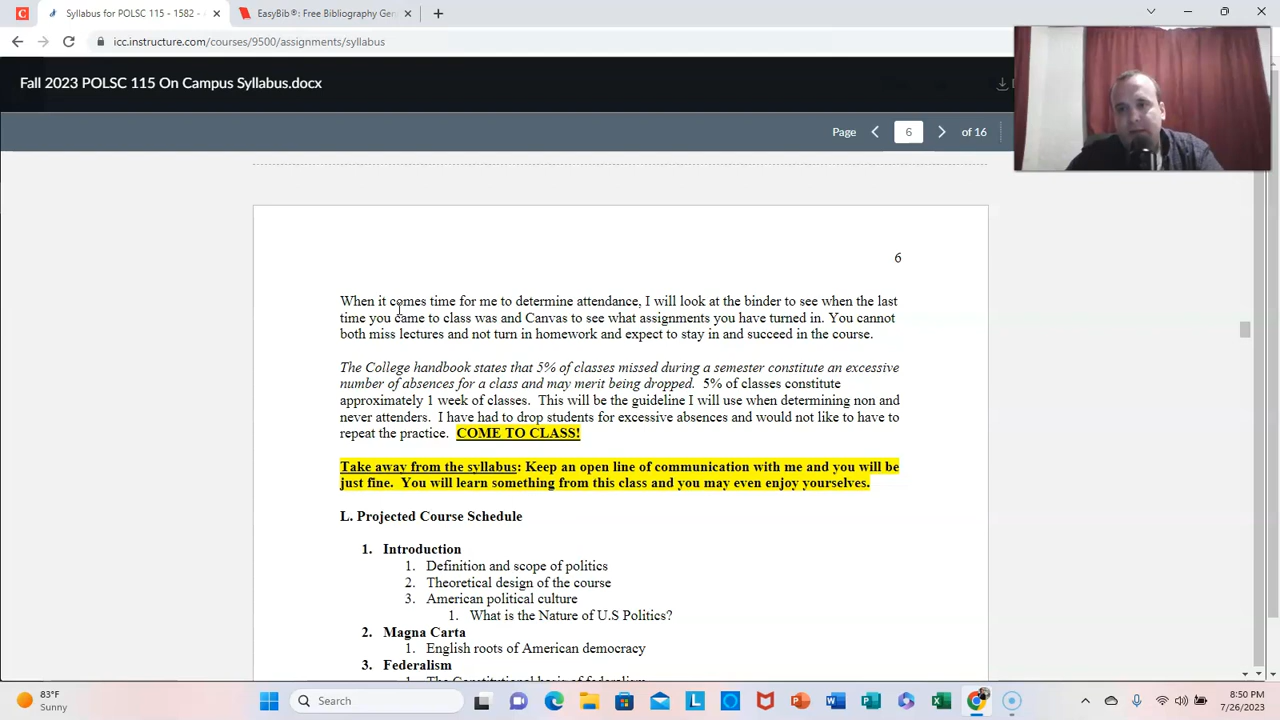 Syllabus for POLSC 115 - 1582 -
EasyBib®: Free Bibliography Gen
icc.instructure.com/courses/9500/assignments/syllabus
Fall 2023 POLSC 115 On Campus Syllabus.docx
Page 6 of 16
6
When it comes time for me to determine attendance, I will look at the binder to see when the last
time you came to class was and Canvas to see what assignments you have turned in. You cannot
both miss lectures and not turn in homework and expect to stay in and succeed in the course.
The College handbook states that 5% of classes missed during a semester constitute an excessive
number of absences for a class and may merit being dropped. 5% of classes constitute
approximately 1 week of classes. This will be the guideline I will use when determining non and
never attenders. I have had to drop students for excessive absences and would not like to have to
repeat the practice. COME TO CLASS!
Take away from the syllabus: Keep an open line of communication with me and you will be
just fine. You will learn something from this class and you may even enjoy yourselves.
L. Projected Course Schedule
1. Introduction
1. Definition and scope of politics
2. Theoretical design of the course
3. American political culture
1. What is the Nature of U.S Politics?
2. Magna Carta
1. English roots of American democracy
3. Federalism
1. The Constitutional basis of federalism
83°F
Sunny
Search
8:50 PM
7/26/2023